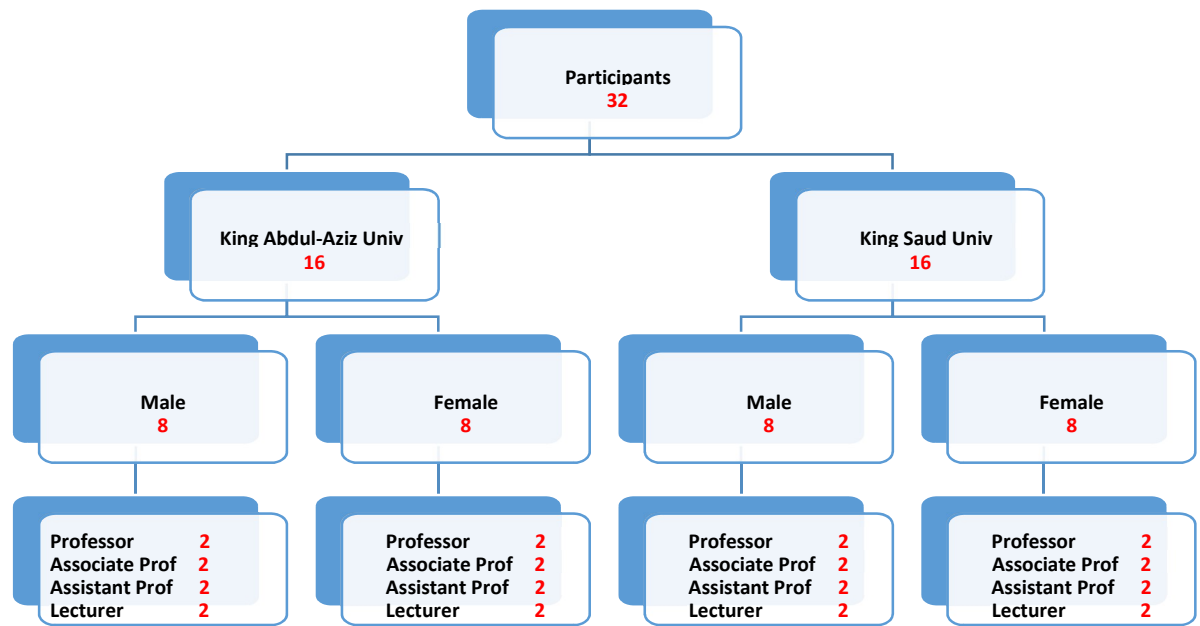 Participants
32
King Abdul-Aziz Univ
16
King Saud Univ
16
Male
8
Female
8
Male
8
Female
8
Professor 2
Associate Prof 2
Assistant Prof 2
Lecturer 2
Professor 2
Associate Prof 2
Assistant Prof 2
Lecturer 2
Professor 2
Associate Prof 2
Assistant Prof 2
Lecturer 2
Professor 2
Associate Prof 2
Assistant Prof 2
Lecturer 2